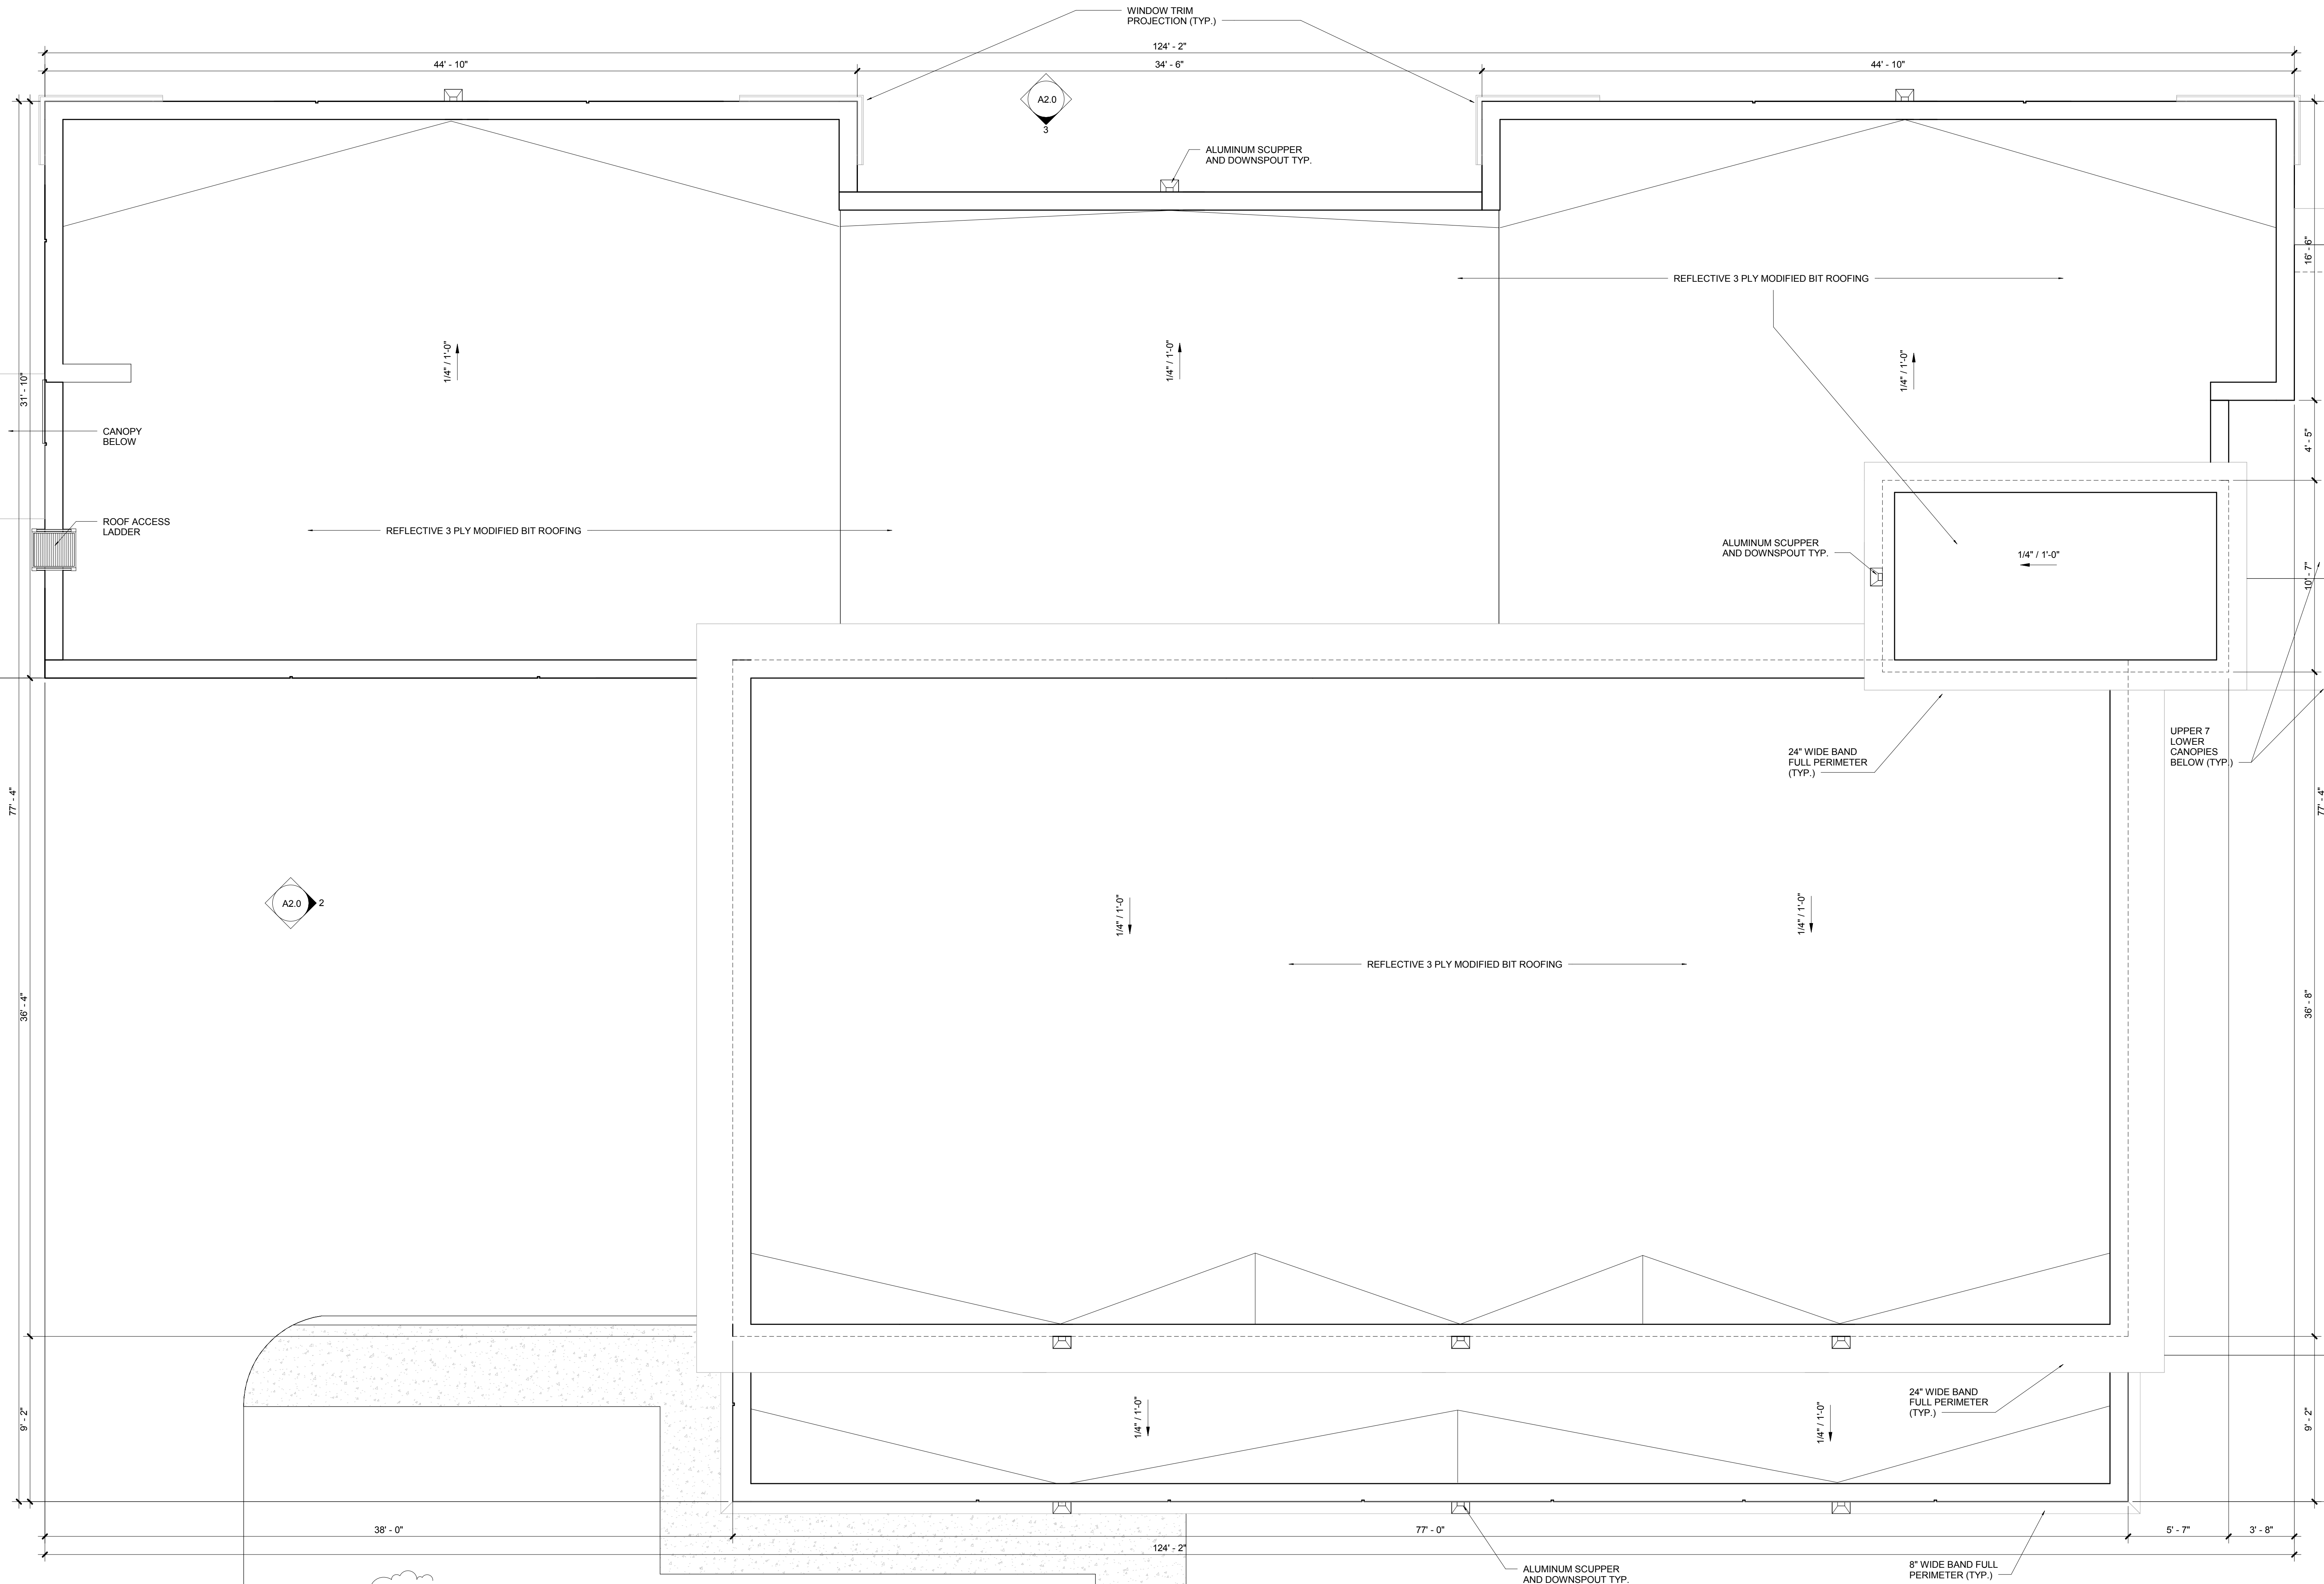 WINDOW TRIM
PROJECTION (TYP.)
124' - 2"
44' - 10"
34' - 6"
44' - 10"
A2.0
3
ALUMINUM SCUPPER
AND DOWNSPOUT TYP.
16' - 6"
REFLECTIVE 3 PLY MODIFIED BIT ROOFING
1/4" / 1'-0"
1/4" / 1'-0"
1/4" / 1'-0"
31' - 10"
CANOPY
BELOW
4' - 5"
ROOF ACCESS
LADDER
REFLECTIVE 3 PLY MODIFIED BIT ROOFING
ALUMINUM SCUPPER
AND DOWNSPOUT TYP.
1/4" / 1'-0"
10' - 7"
24" WIDE BAND
FULL PERIMETER
(TYP.)
UPPER 7
LOWER
CANOPIES
BELOW (TYP.)
77' - 4"
77' - 4"
A2.0
2
1/4" / 1'-0"
1/4" / 1'-0"
REFLECTIVE 3 PLY MODIFIED BIT ROOFING
36' - 4"
36' - 8"
24" WIDE BAND
FULL PERIMETER
(TYP.)
9' - 2"
1/4" / 1'-0"
1/4" / 1'-0"
9' - 2"
38' - 0"
77' - 0"
5' - 7"
3' - 8"
124' - 2"
ALUMINUM SCUPPER
AND DOWNSPOUT TYP.
8" WIDE BAND FULL
PERIMETER (TYP.)